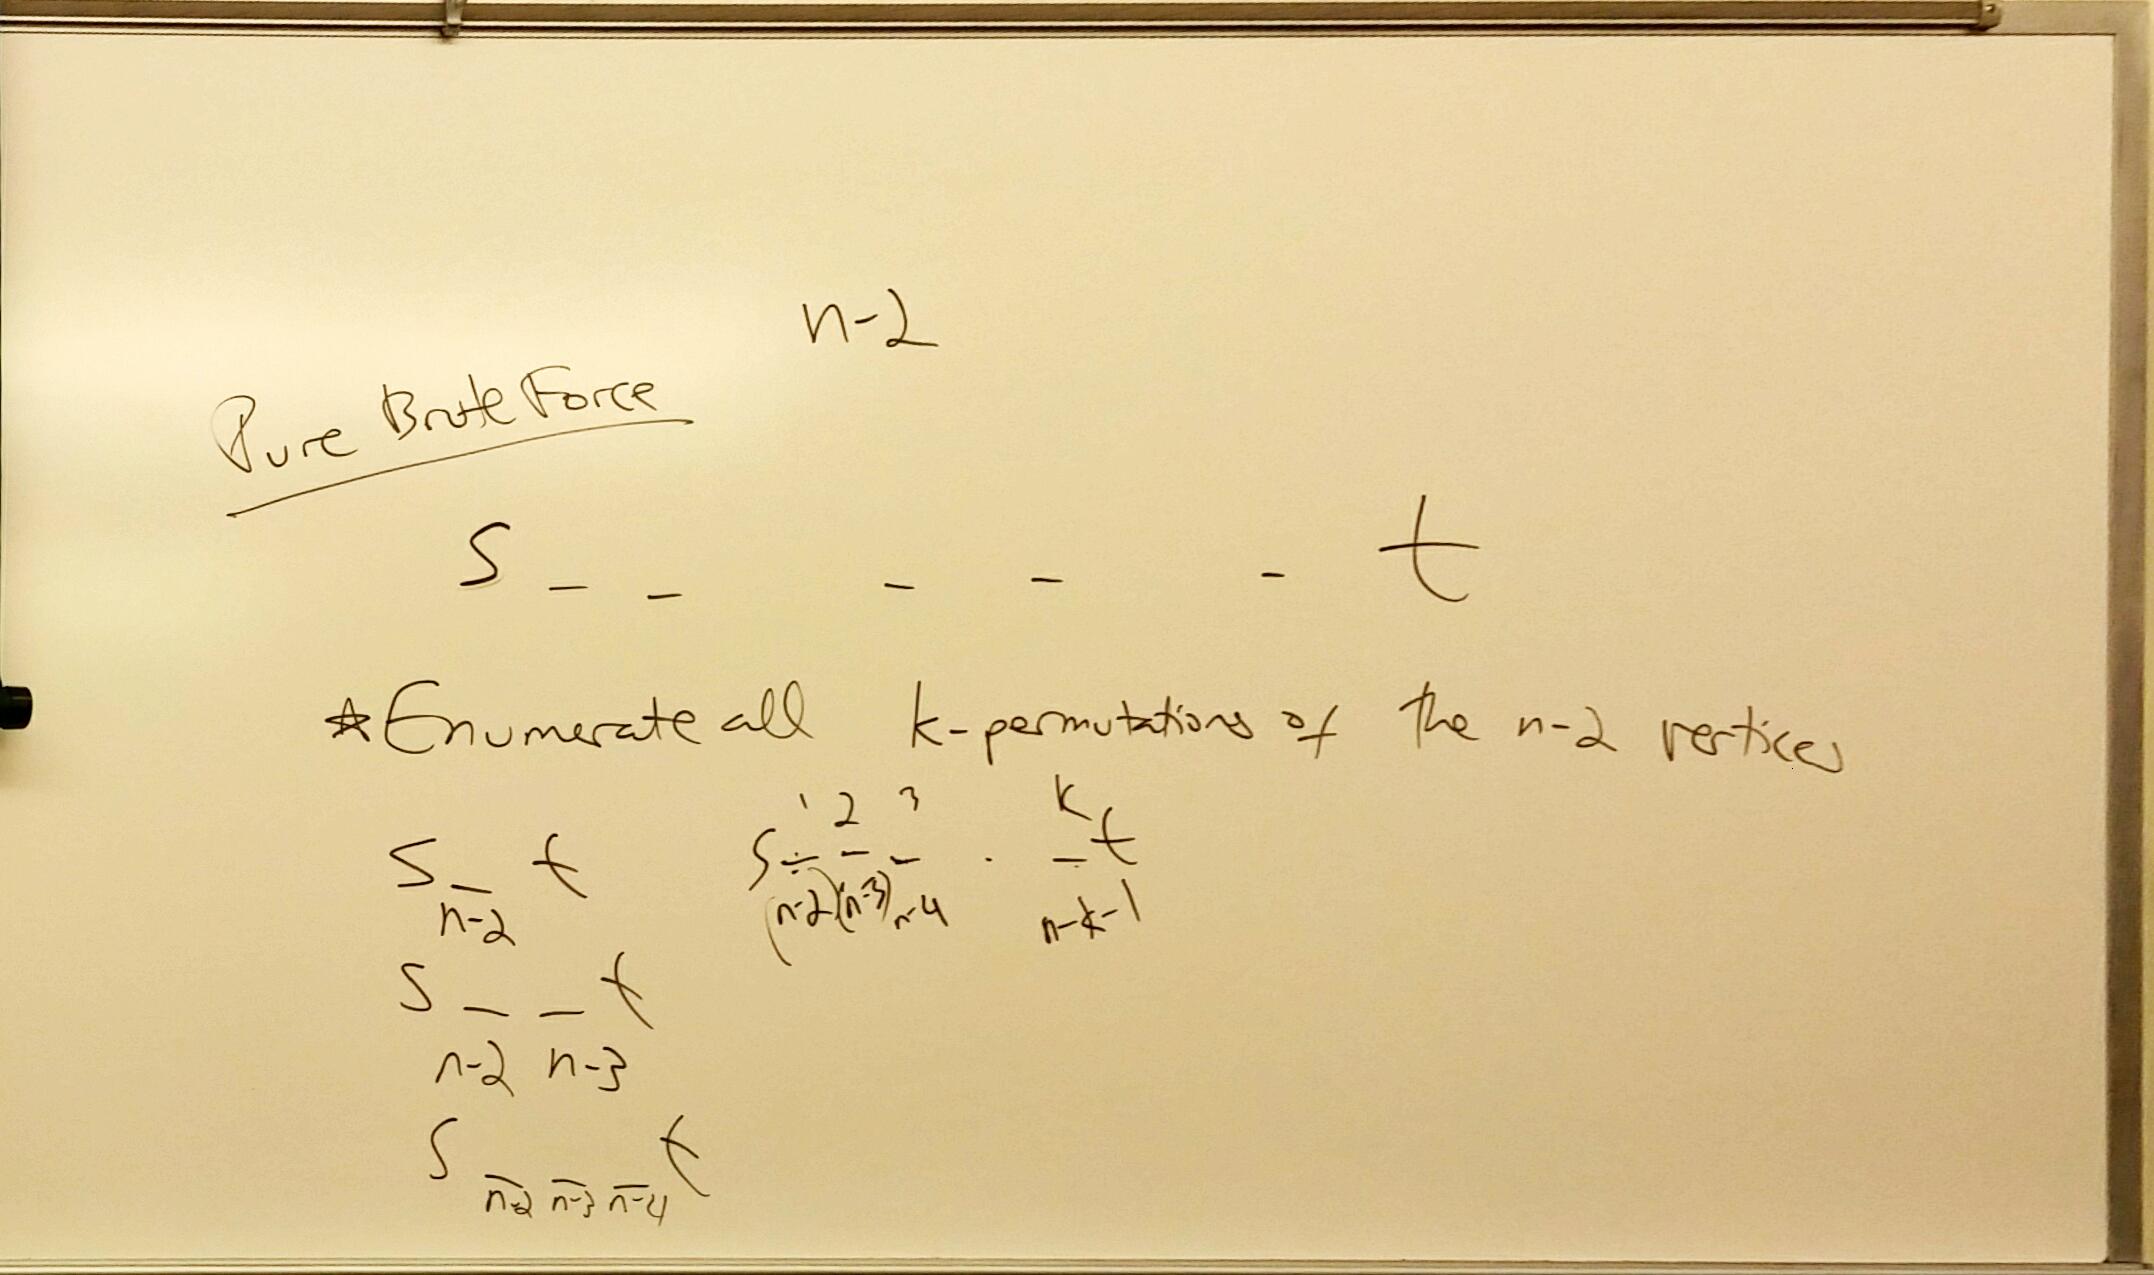 n-2
Pure Brute Force
S _ _ _ _ _ t
☆ Enumerate all k-permutations of the n-2 vertices
1 2 3 k
S _ t S _ _ _ . _ t
n-2 (n-2)(n-3) n-4 n-k-1
S _ _ t
n-2 n-3
S _ _ _ t
n-2 n-3 n-4